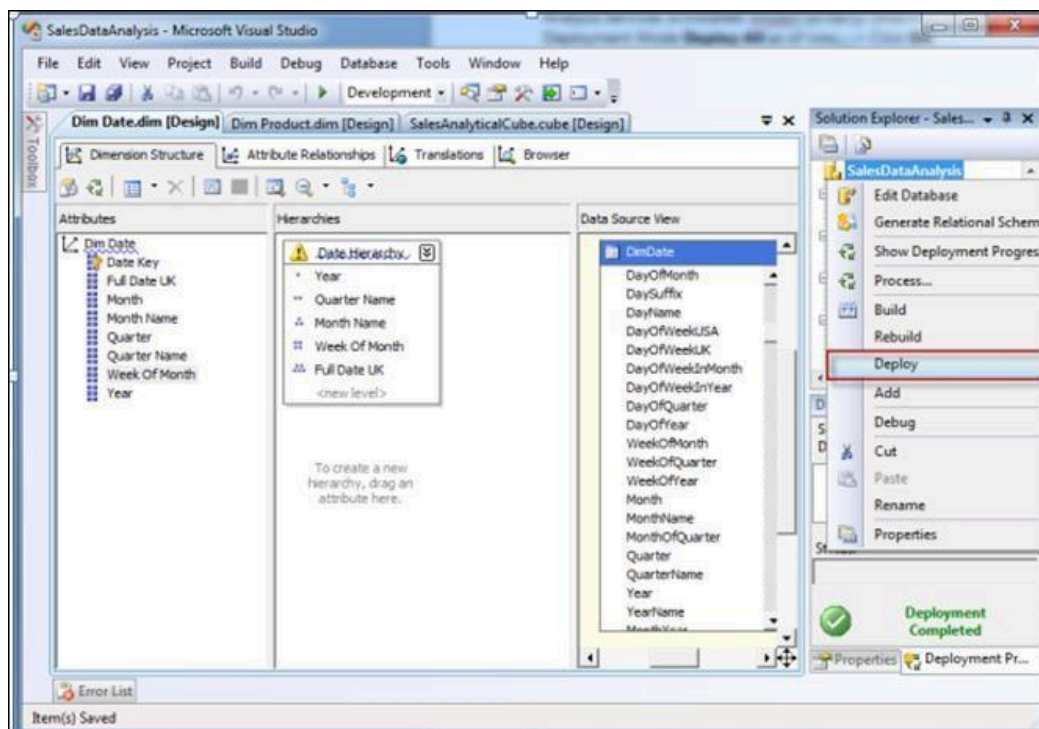 SalesDataAnalysis - Microsoft Visual Studio
File Edit View Project Build Debug Database Tools Window Help
Development
Dim Date.dim [Design] Dim Product.dim [Design] SalesAnalyticalCube.cube [Design]
Solution Explorer - Sales...
Toolbox
Dimension Structure Attribute Relationships Translations Browser
SalesDataAnalysis
Edit Database
Generate Relational Schem
Show Deployment Progres
Process...
Build
Rebuild
Deploy
Add
Debug
Cut
Paste
Rename
Properties
Attributes
Dim Date
Date Key
Full Date UK
Month
Month Name
Quarter
Quarter Name
Week Of Month
Year
Hierarchies
Date Hierarchy
Year
Quarter Name
Month Name
Week Of Month
Full Date UK
<new level>
To create a new
hierarchy, drag an
attribute here.
Data Source View
DimDate
DayOfMonth
DaySuffix
DayName
DayOfWeekUSA
DayOfWeekUK
DayOfWeekInMonth
DayOfWeekInYear
DayOfQuarter
DayOfYear
WeekOfMonth
WeekOfQuarter
WeekOfYear
Month
MonthName
MonthOfQuarter
Quarter
QuarterName
Year
YearName
MonthYear
Deployment
Completed
Properties Deployment Pr...
Error List
Item(s) Saved